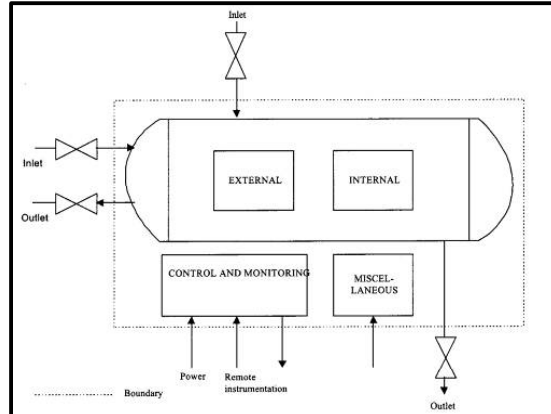 Inlet
Inlet
EXTERNAL
INTERNAL
Outlet
CONTROL AND MONITORING
MISCEL-
LANEOUS
Power
Remote
instrumentation
Boundary
Outlet